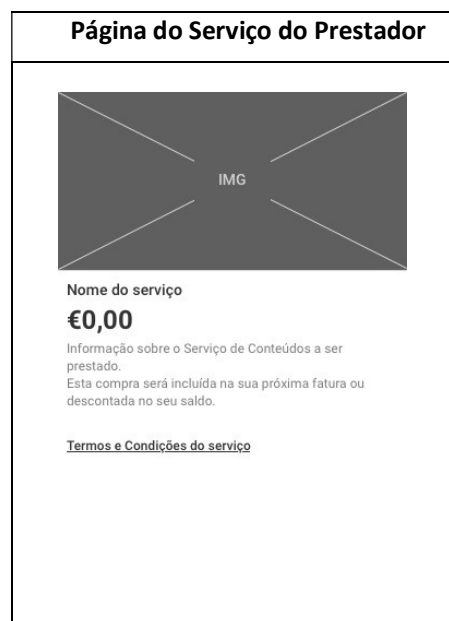 Página do Serviço do Prestador
IMG
Nome do serviço
€0,00
Informação sobre o Serviço de Conteúdos a ser
prestado.
Esta compra será incluída na sua próxima fatura ou
descontada no seu saldo.
Termos e Condições do serviço